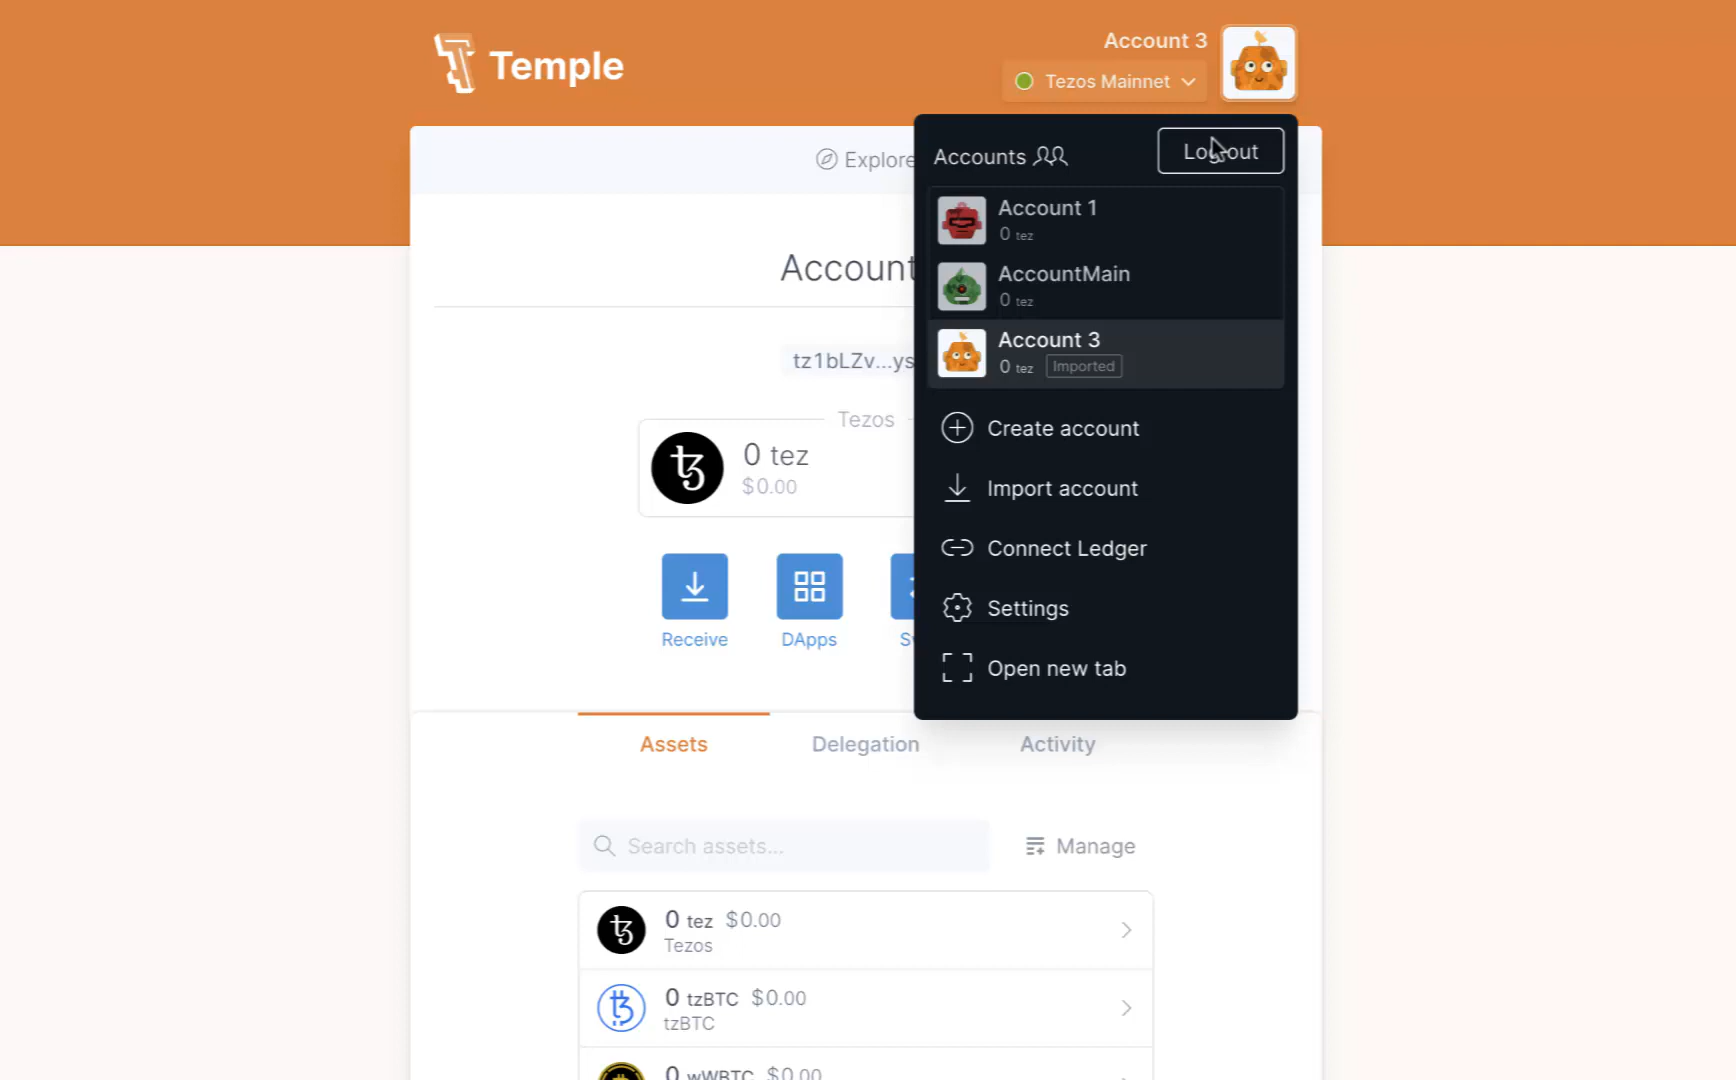 Temple
Account 3
Tezos Mainnet
Explore
Accounts
Log out
Account 1
0 tez
AccountMain
0 tez
Account 3
0 tez Imported
Create account
Import account
Connect Ledger
Settings
Open new tab
Account
tz1bLZv...ys
Tezos
0 tez
$0.00
Receive
DApps
Assets
Delegation
Activity
Search assets...
Manage
0 tez $0.00
Tezos
0 tzBTC $0.00
tzBTC
0 wWBTC $0.00